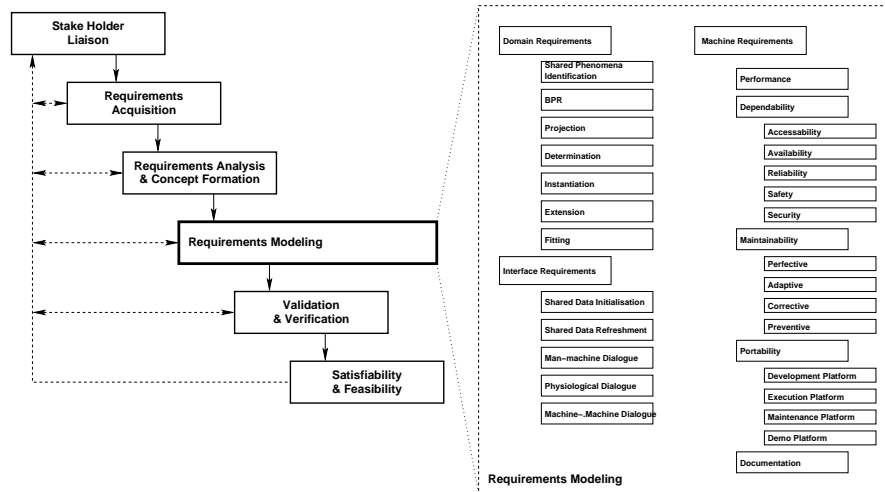 Stake Holder
Liaison
Requirements
Acquisition
Requirements Analysis
& Concept Formation
Requirements Modeling
Validation
& Verification
Satisfiability
& Feasibility
Domain Requirements
Shared Phenomena
Identification
BPR
Projection
Determination
Instantiation
Extension
Fitting
Interface Requirements
Shared Data Initialisation
Shared Data Refreshment
Man−machine Dialogue
Physiological Dialogue
Machine−.Machine Dialogue
Machine Requirements
Performance
Dependability
Accessability
Availability
Reliability
Safety
Security
Maintainability
Perfective
Adaptive
Corrective
Preventive
Portability
Development Platform
Execution Platform
Maintenance Platform
Demo Platform
Documentation
Requirements Modeling